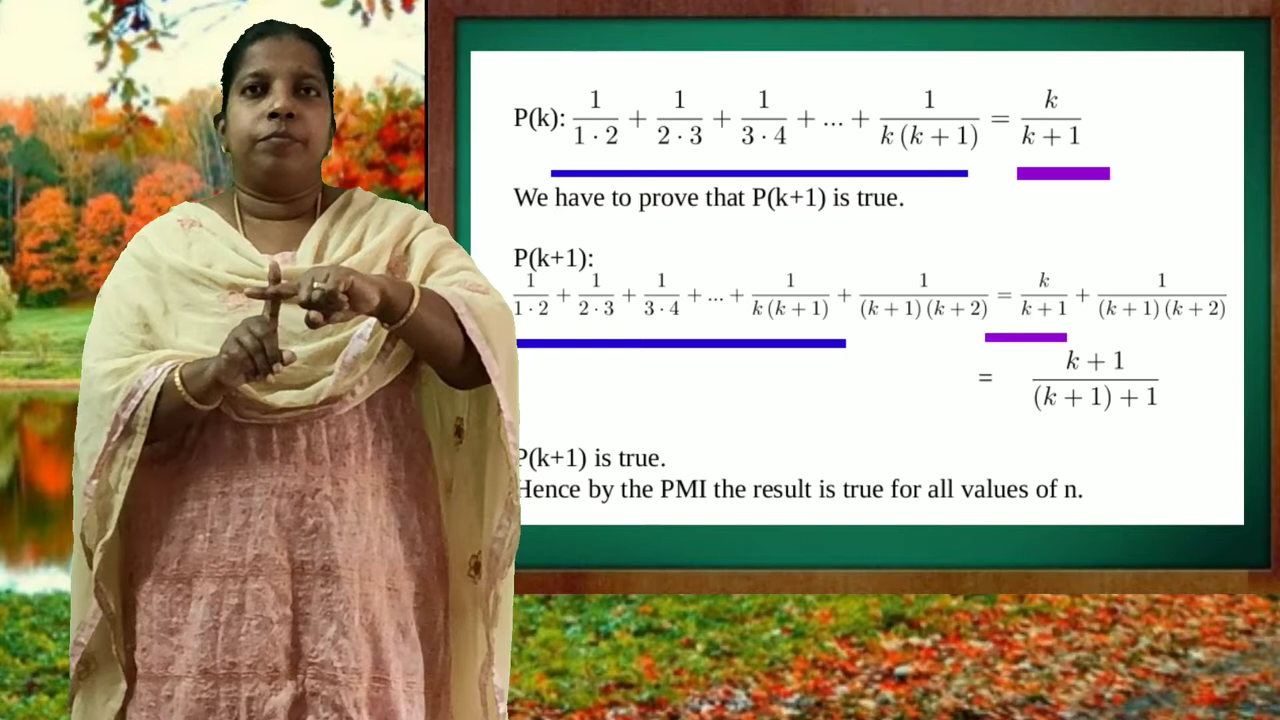 P(k): 1/(1·2) + 1/(2·3) + 1/(3·4) + ... + 1/(k(k+1)) = k/(k+1)
We have to prove that P(k+1) is true.
P(k+1):
1/(1·2) + 1/(2·3) + 1/(3·4) + ... + 1/(k(k+1)) + 1/((k+1)(k+2)) = k/(k+1) + 1/((k+1)(k+2))
= (k+1)/((k+1)+1)
P(k+1) is true.
Hence by the PMI the result is true for all values of n.